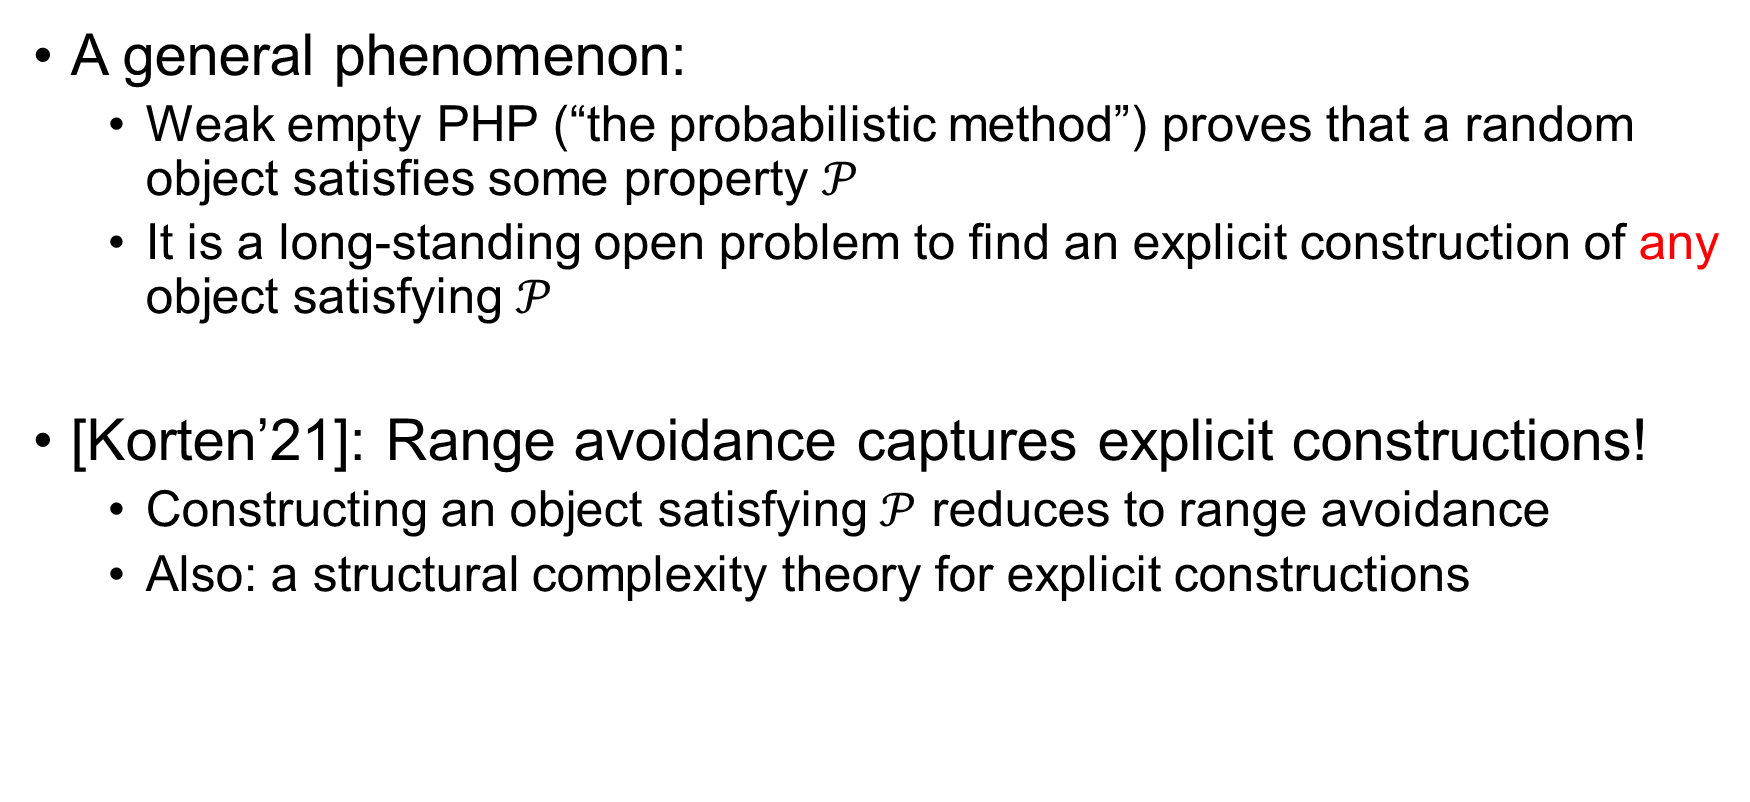 • A general phenomenon:
• Weak empty PHP (“the probabilistic method”) proves that a random
object satisfies some property 𝒫
• It is a long-standing open problem to find an explicit construction of any
object satisfying 𝒫
• [Korten’21]: Range avoidance captures explicit constructions!
• Constructing an object satisfying 𝒫 reduces to range avoidance
• Also: a structural complexity theory for explicit constructions